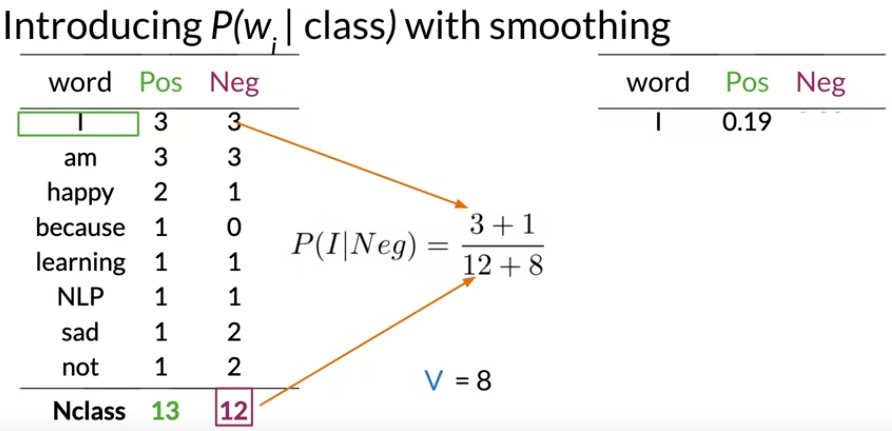 Introducing P(w_i | class) with smoothing
word Pos Neg
I 3 3
am 3 3
happy 2 1
because 1 0
learning 1 1
NLP 1 1
sad 1 2
not 1 2
Nclass 13 12
P(I|Neg) = \frac{3+1}{12+8}
V = 8
word Pos Neg
I 0.19